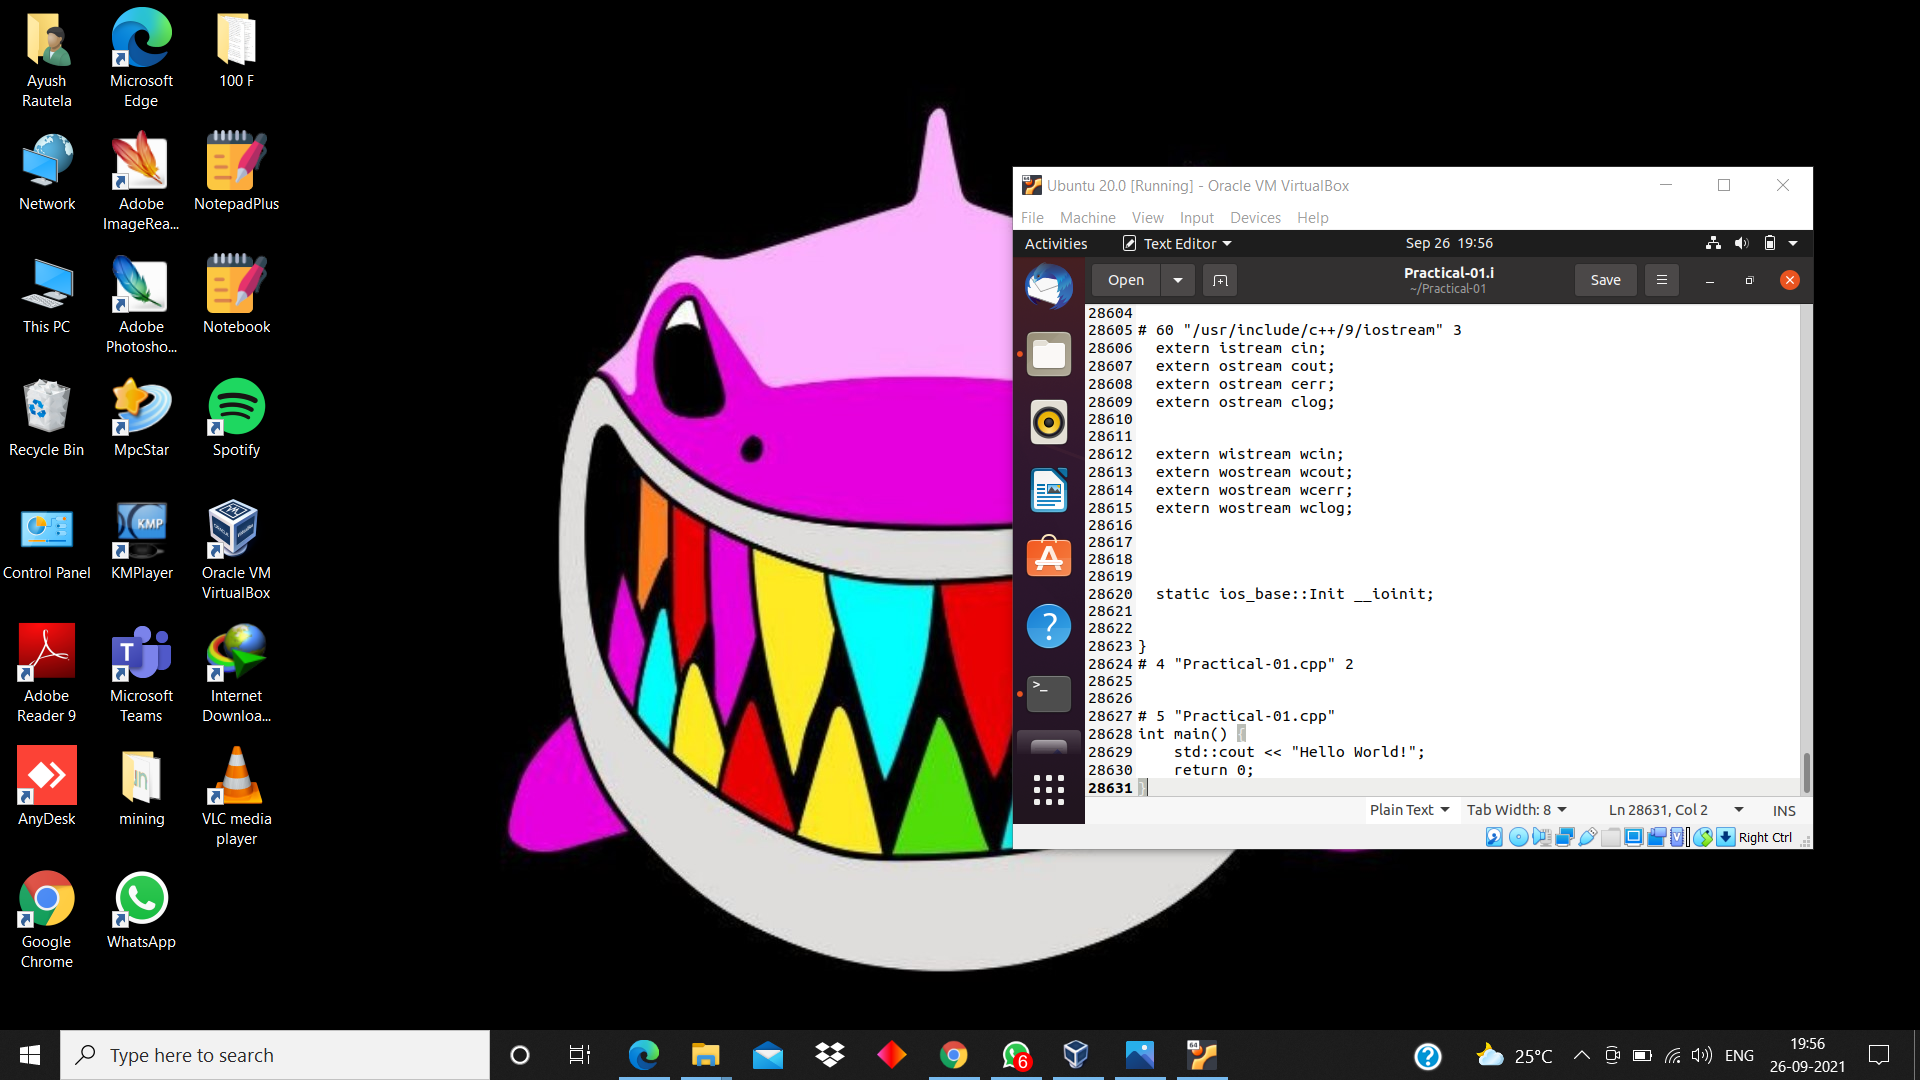 Ayush
Rautela
Microsoft
Edge
100 F
Network
Adobe
ImageRea...
NotepadPlus
This PC
Adobe
Photosho...
Notebook
Recycle Bin
MpcStar
Spotify
Control Panel
KMPlayer
Oracle VM
VirtualBox
Adobe
Reader 9
Microsoft
Teams
Internet
Downloa...
AnyDesk
mining
VLC media
player
Google
Chrome
WhatsApp
KMP
Ubuntu 20.0 [Running] - Oracle VM VirtualBox
File Machine View Input Devices Help
Activities Text Editor Sep 26 19:56
Open Practical-01.i Save
~/Practical-01
28604
28605 # 60 "/usr/include/c++/9/iostream" 3
28606   extern istream cin;
28607   extern ostream cout;
28608   extern ostream cerr;
28609   extern ostream clog;
28610
28611
28612   extern wistream wcin;
28613   extern wostream wcout;
28614   extern wostream wcerr;
28615   extern wostream wclog;
28616
28617
28618
28619
28620   static ios_base::Init __ioinit;
28621
28622
28623 }
28624 # 4 "Practical-01.cpp" 2
28625
28626
28627 # 5 "Practical-01.cpp"
28628 int main() {
28629     std::cout << "Hello World!";
28630     return 0;
28631 }
Plain Text Tab Width: 8 Ln 28631, Col 2 INS
Right Ctrl
Type here to search
6
64
25°C
ENG
19:56
26-09-2021